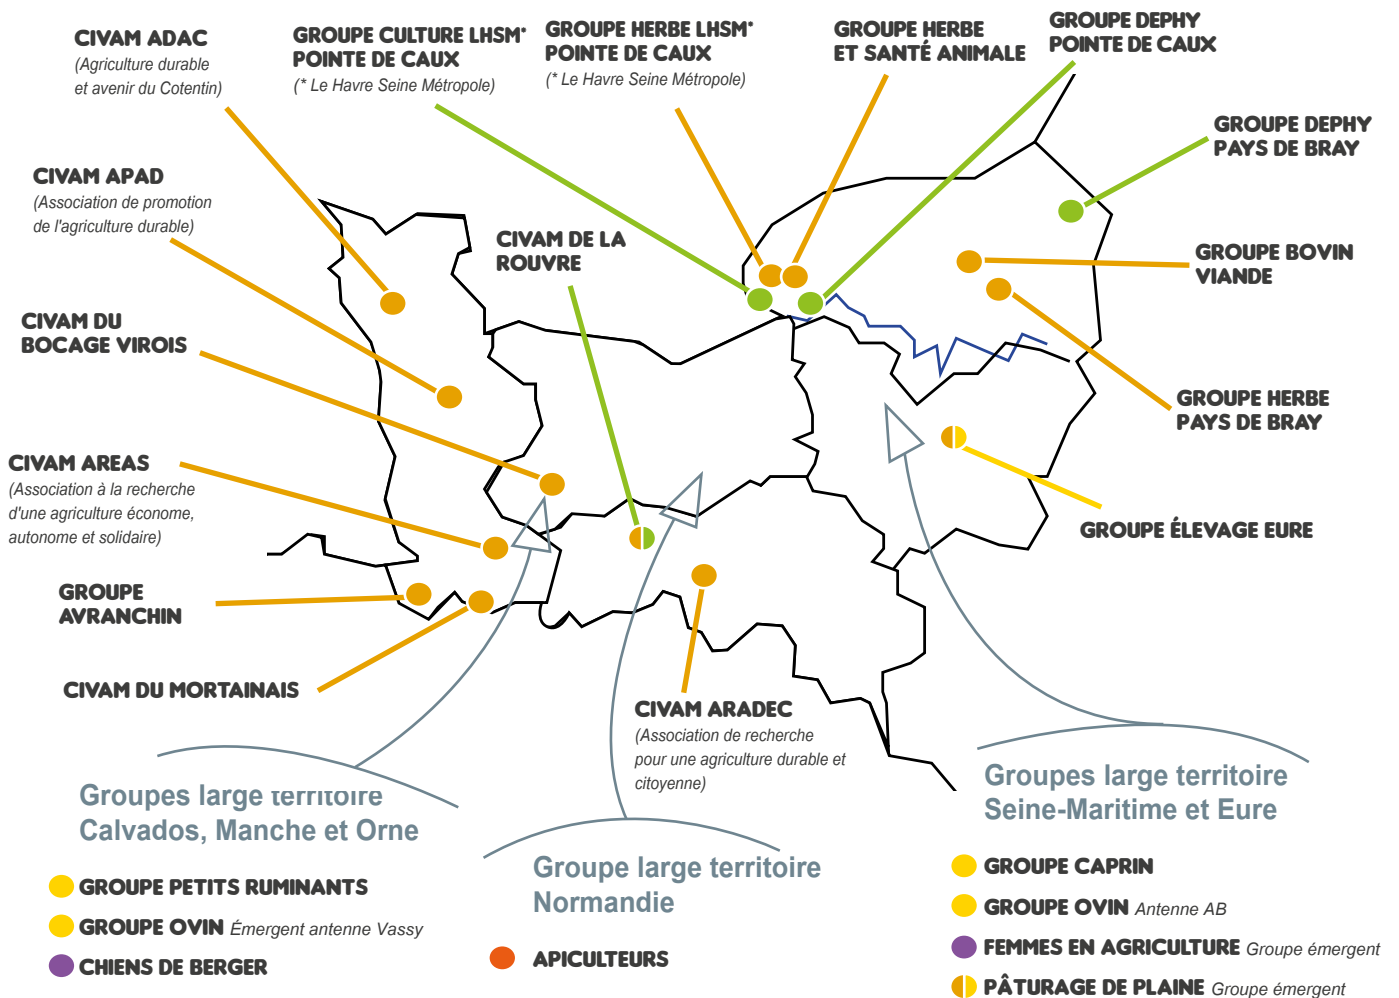 CIVAM ADAC
(Agriculture durable
et avenir du Cotentin)
GROUPE CULTURE LHSM*
POINTE DE CAUX
(* Le Havre Seine Métropole)
GROUPE HERBE LHSM*
POINTE DE CAUX
(* Le Havre Seine Métropole)
GROUPE HERBE
ET SANTÉ ANIMALE
GROUPE DEPHY
POINTE DE CAUX
GROUPE DEPHY
PAYS DE BRAY
CIVAM APAD
(Association de promotion
de l'agriculture durable)
CIVAM DE LA
ROUVRE
GROUPE BOVIN
VIANDE
CIVAM DU
BOCAGE VIROIS
GROUPE HERBE
PAYS DE BRAY
CIVAM AREAS
(Association à la recherche
d'une agriculture économe,
autonome et solidaire)
GROUPE ÉLEVAGE EURE
GROUPE
AVRANCHIN
CIVAM DU MORTAINAIS
CIVAM ARADEC
(Association de recherche
pour une agriculture durable et
citoyenne)
Groupes large territoire
Calvados, Manche et Orne
GROUPE PETITS RUMINANTS
GROUPE OVIN Émergent antenne Vassy
CHIENS DE BERGER
Groupe large territoire
Normandie
APICULTEURS
Groupes large territoire
Seine-Maritime et Eure
GROUPE CAPRIN
GROUPE OVIN Antenne AB
FEMMES EN AGRICULTURE Groupe émergent
PÂTURAGE DE PLAINE Groupe émergent